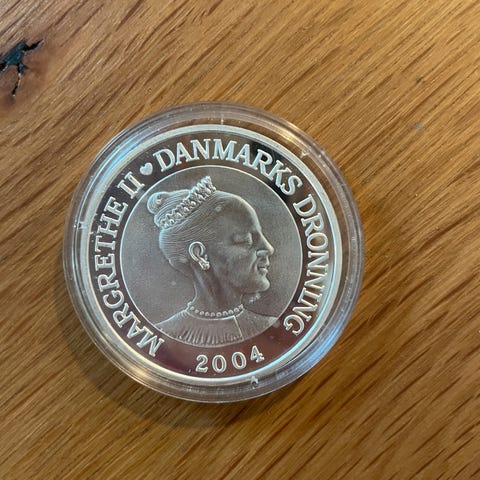 MARGRETHE II ♥ DANMARKS DRONNING
2004